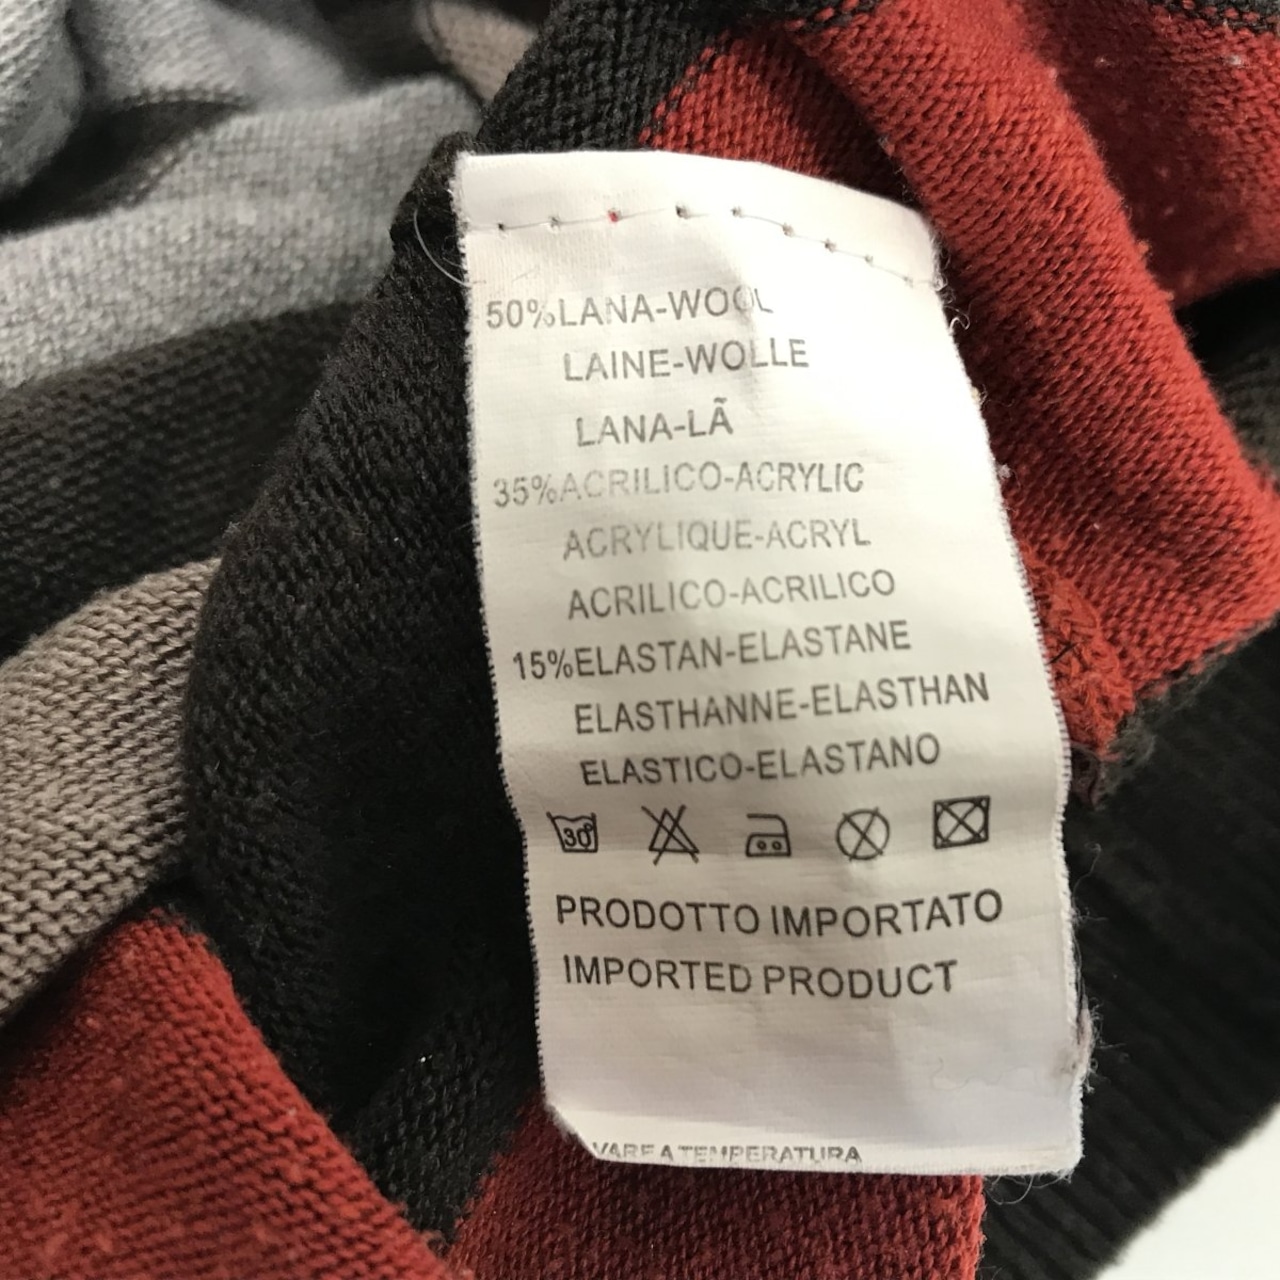 50%LANA-WOOL
LAINE-WOLLE
LANA-LÃ
35%ACRILICO-ACRYLIC
ACRYLIQUE-ACRYL
ACRILICO-ACRILICO
15%ELASTAN-ELASTANE
ELASTHANNE-ELASTHAN
ELASTICO-ELASTANO
30°
PRODOTTO IMPORTATO
IMPORTED PRODUCT
A TEMPERATURA